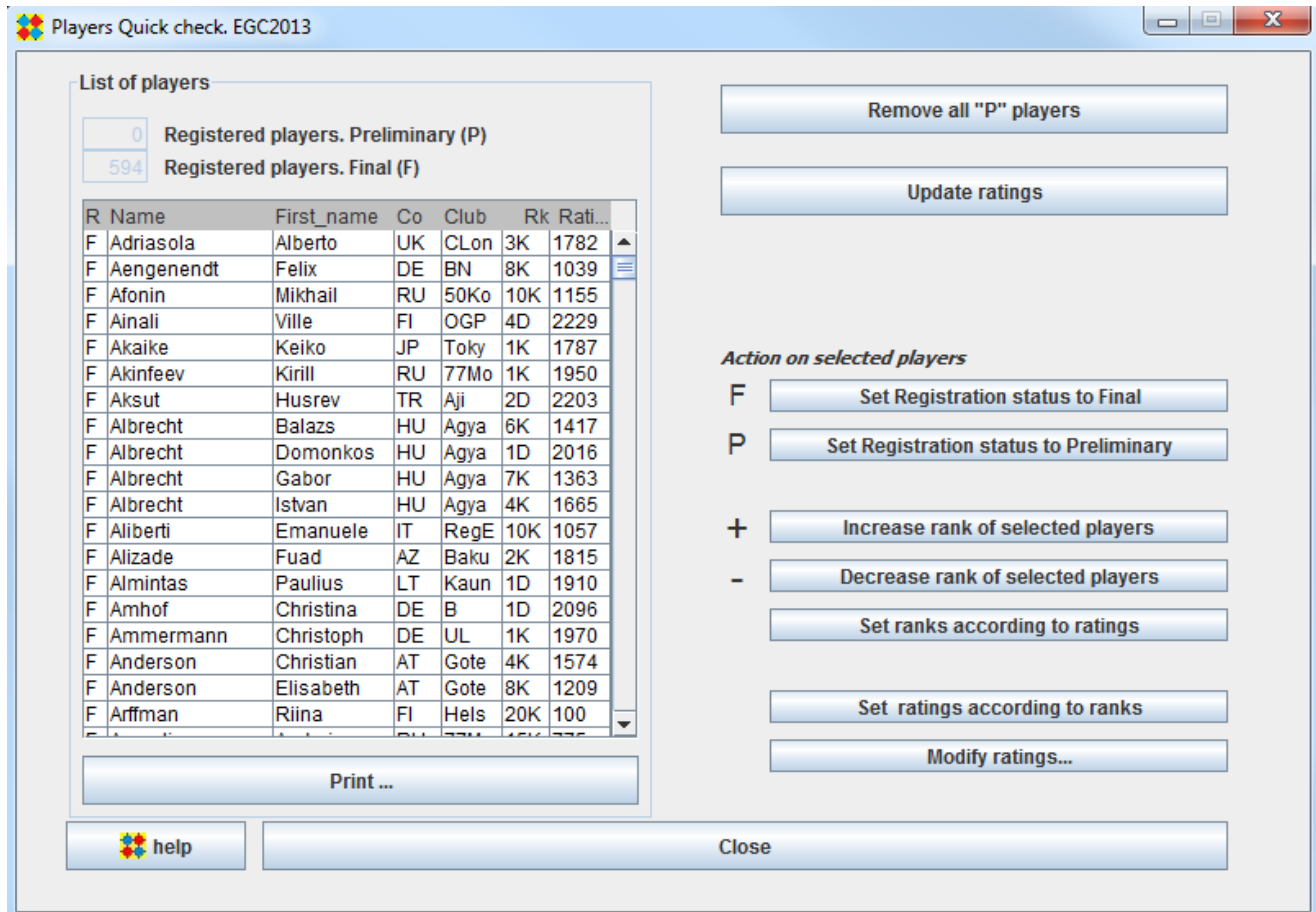 Players Quick check. EGC2013
List of players
0 Registered players. Preliminary (P)
594 Registered players. Final (F)
R Name First_name Co Club Rk Rati...
F Adriasola Alberto UK CLon 3K 1782
F Aengenendt Felix DE BN 8K 1039
F Afonin Mikhail RU 50Ko 10K 1155
F Ainali Ville FI OGP 4D 2229
F Akaike Keiko JP Toky 1K 1787
F Akinfeev Kirill RU 77Mo 1K 1950
F Aksut Husrev TR Aji 2D 2203
F Albrecht Balazs HU Agya 6K 1417
F Albrecht Domonkos HU Agya 1D 2016
F Albrecht Gabor HU Agya 7K 1363
F Albrecht Istvan HU Agya 4K 1665
F Aliberti Emanuele IT RegE 10K 1057
F Alizade Fuad AZ Baku 2K 1815
F Almintas Paulius LT Kaun 1D 1910
F Amhof Christina DE B 1D 2096
F Ammermann Christoph DE UL 1K 1970
F Anderson Christian AT Gote 4K 1574
F Anderson Elisabeth AT Gote 8K 1209
F Arffman Riina FI Hels 20K 100
Print ...
Remove all "P" players
Update ratings
Action on selected players
F Set Registration status to Final
P Set Registration status to Preliminary
+ Increase rank of selected players
- Decrease rank of selected players
Set ranks according to ratings
Set ratings according to ranks
Modify ratings...
help
Close